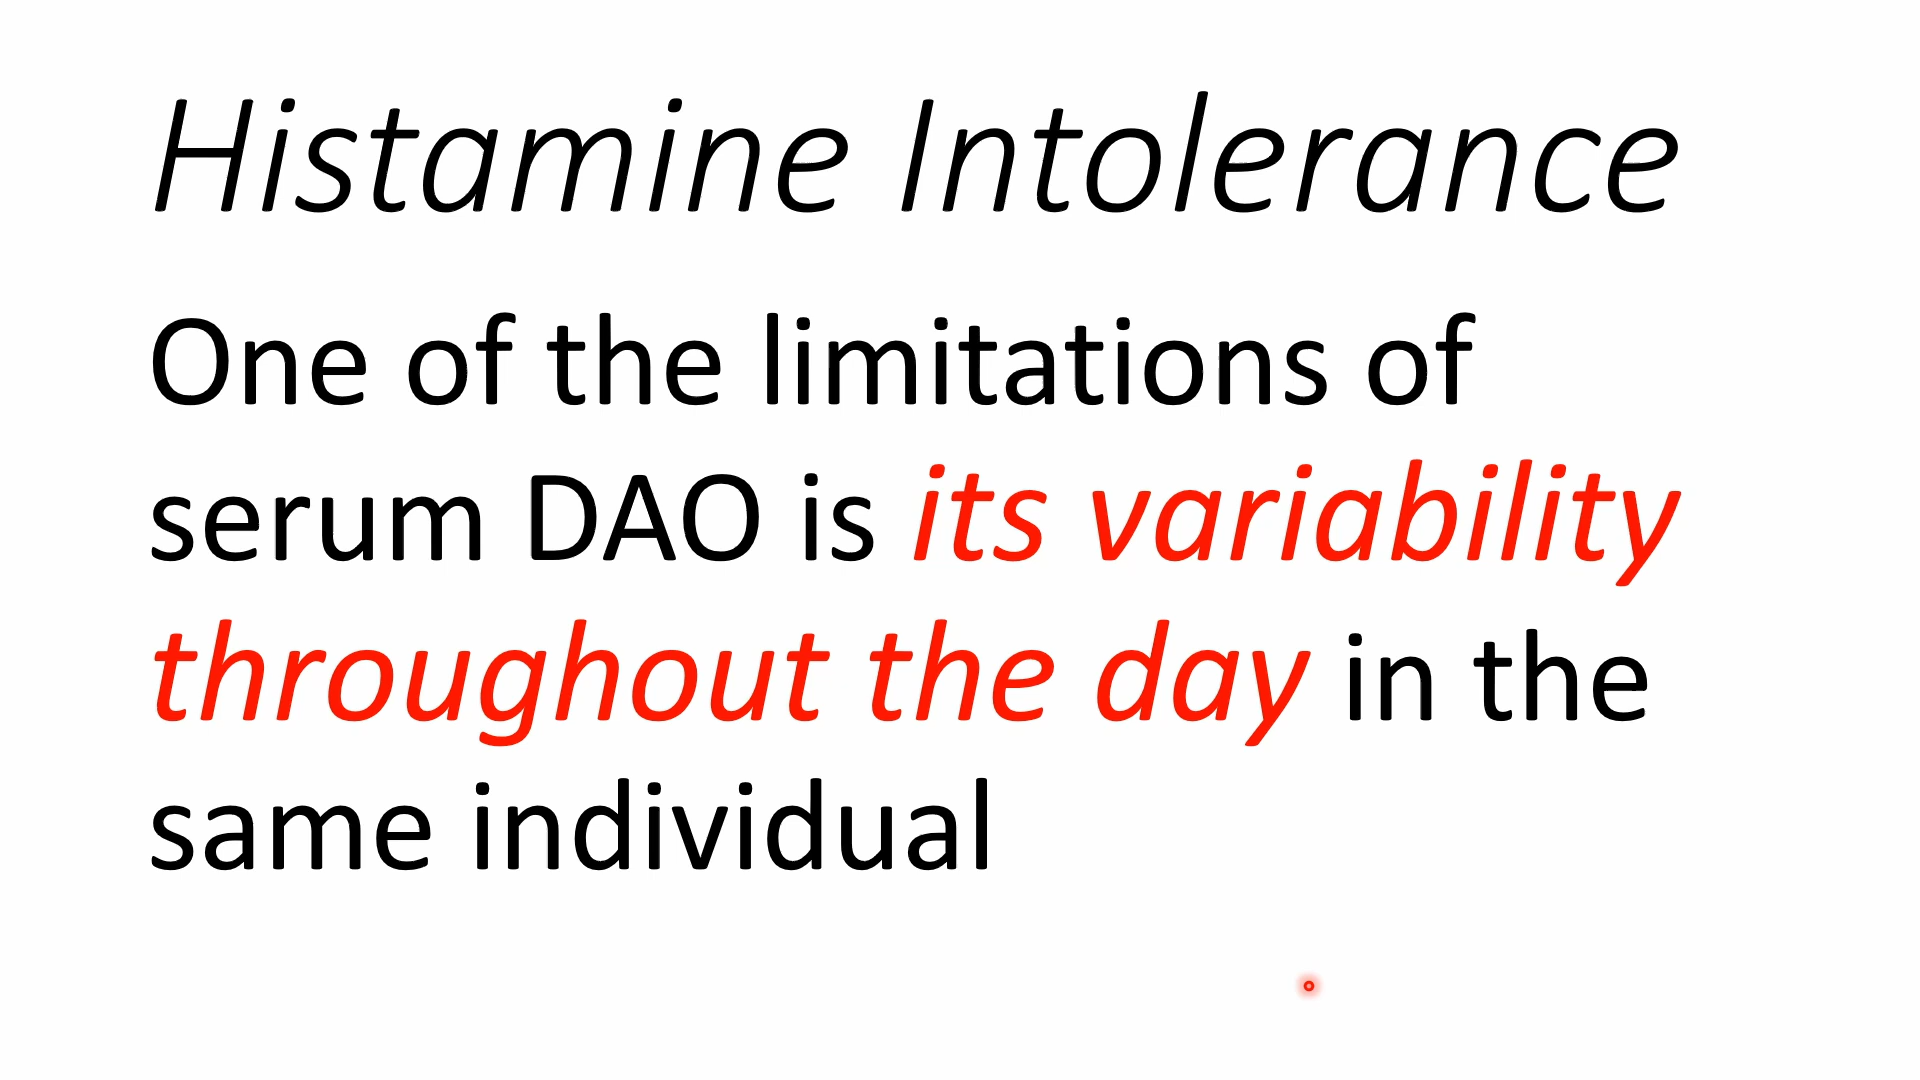 Histamine Intolerance
One of the limitations of
serum DAO is its variability
throughout the day in the
same individual